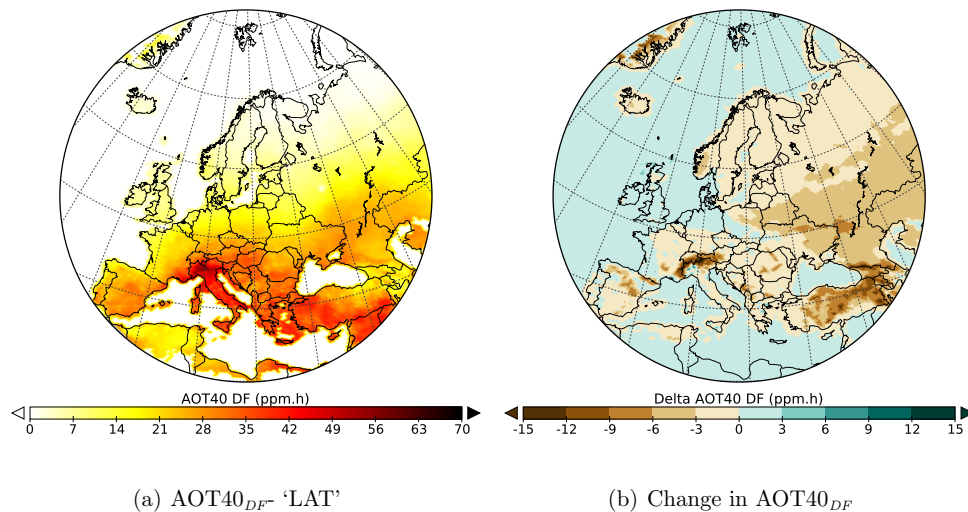 AOT40 DF (ppm.h)
0 7 14 21 28 35 42 49 56 63 70
Delta AOT40 DF (ppm.h)
-15 -12 -9 -6 -3 0 3 6 9 12 15
(a) AOT40DF- ‘LAT’
(b) Change in AOT40DF